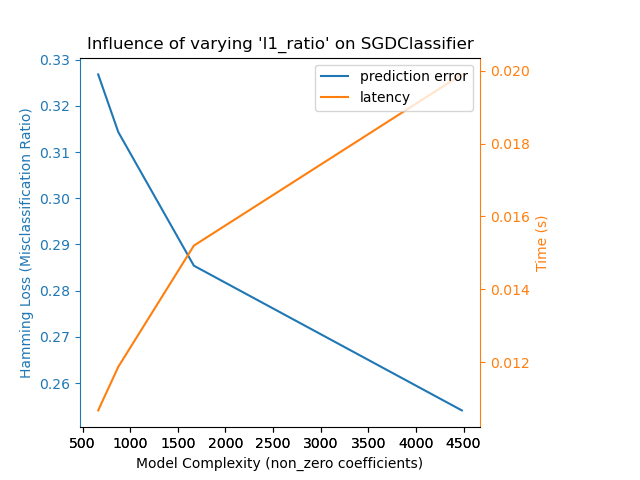 Influence of varying 'l1_ratio' on SGDClassifier
prediction error
latency
0.33
0.32
0.31
0.30
0.29
0.28
0.27
0.26
Hamming Loss (Misclassification Ratio)
0.020
0.018
0.016
0.014
0.012
Time (s)
500 1000 1500 2000 2500 3000 3500 4000 4500
Model Complexity (non_zero coefficients)